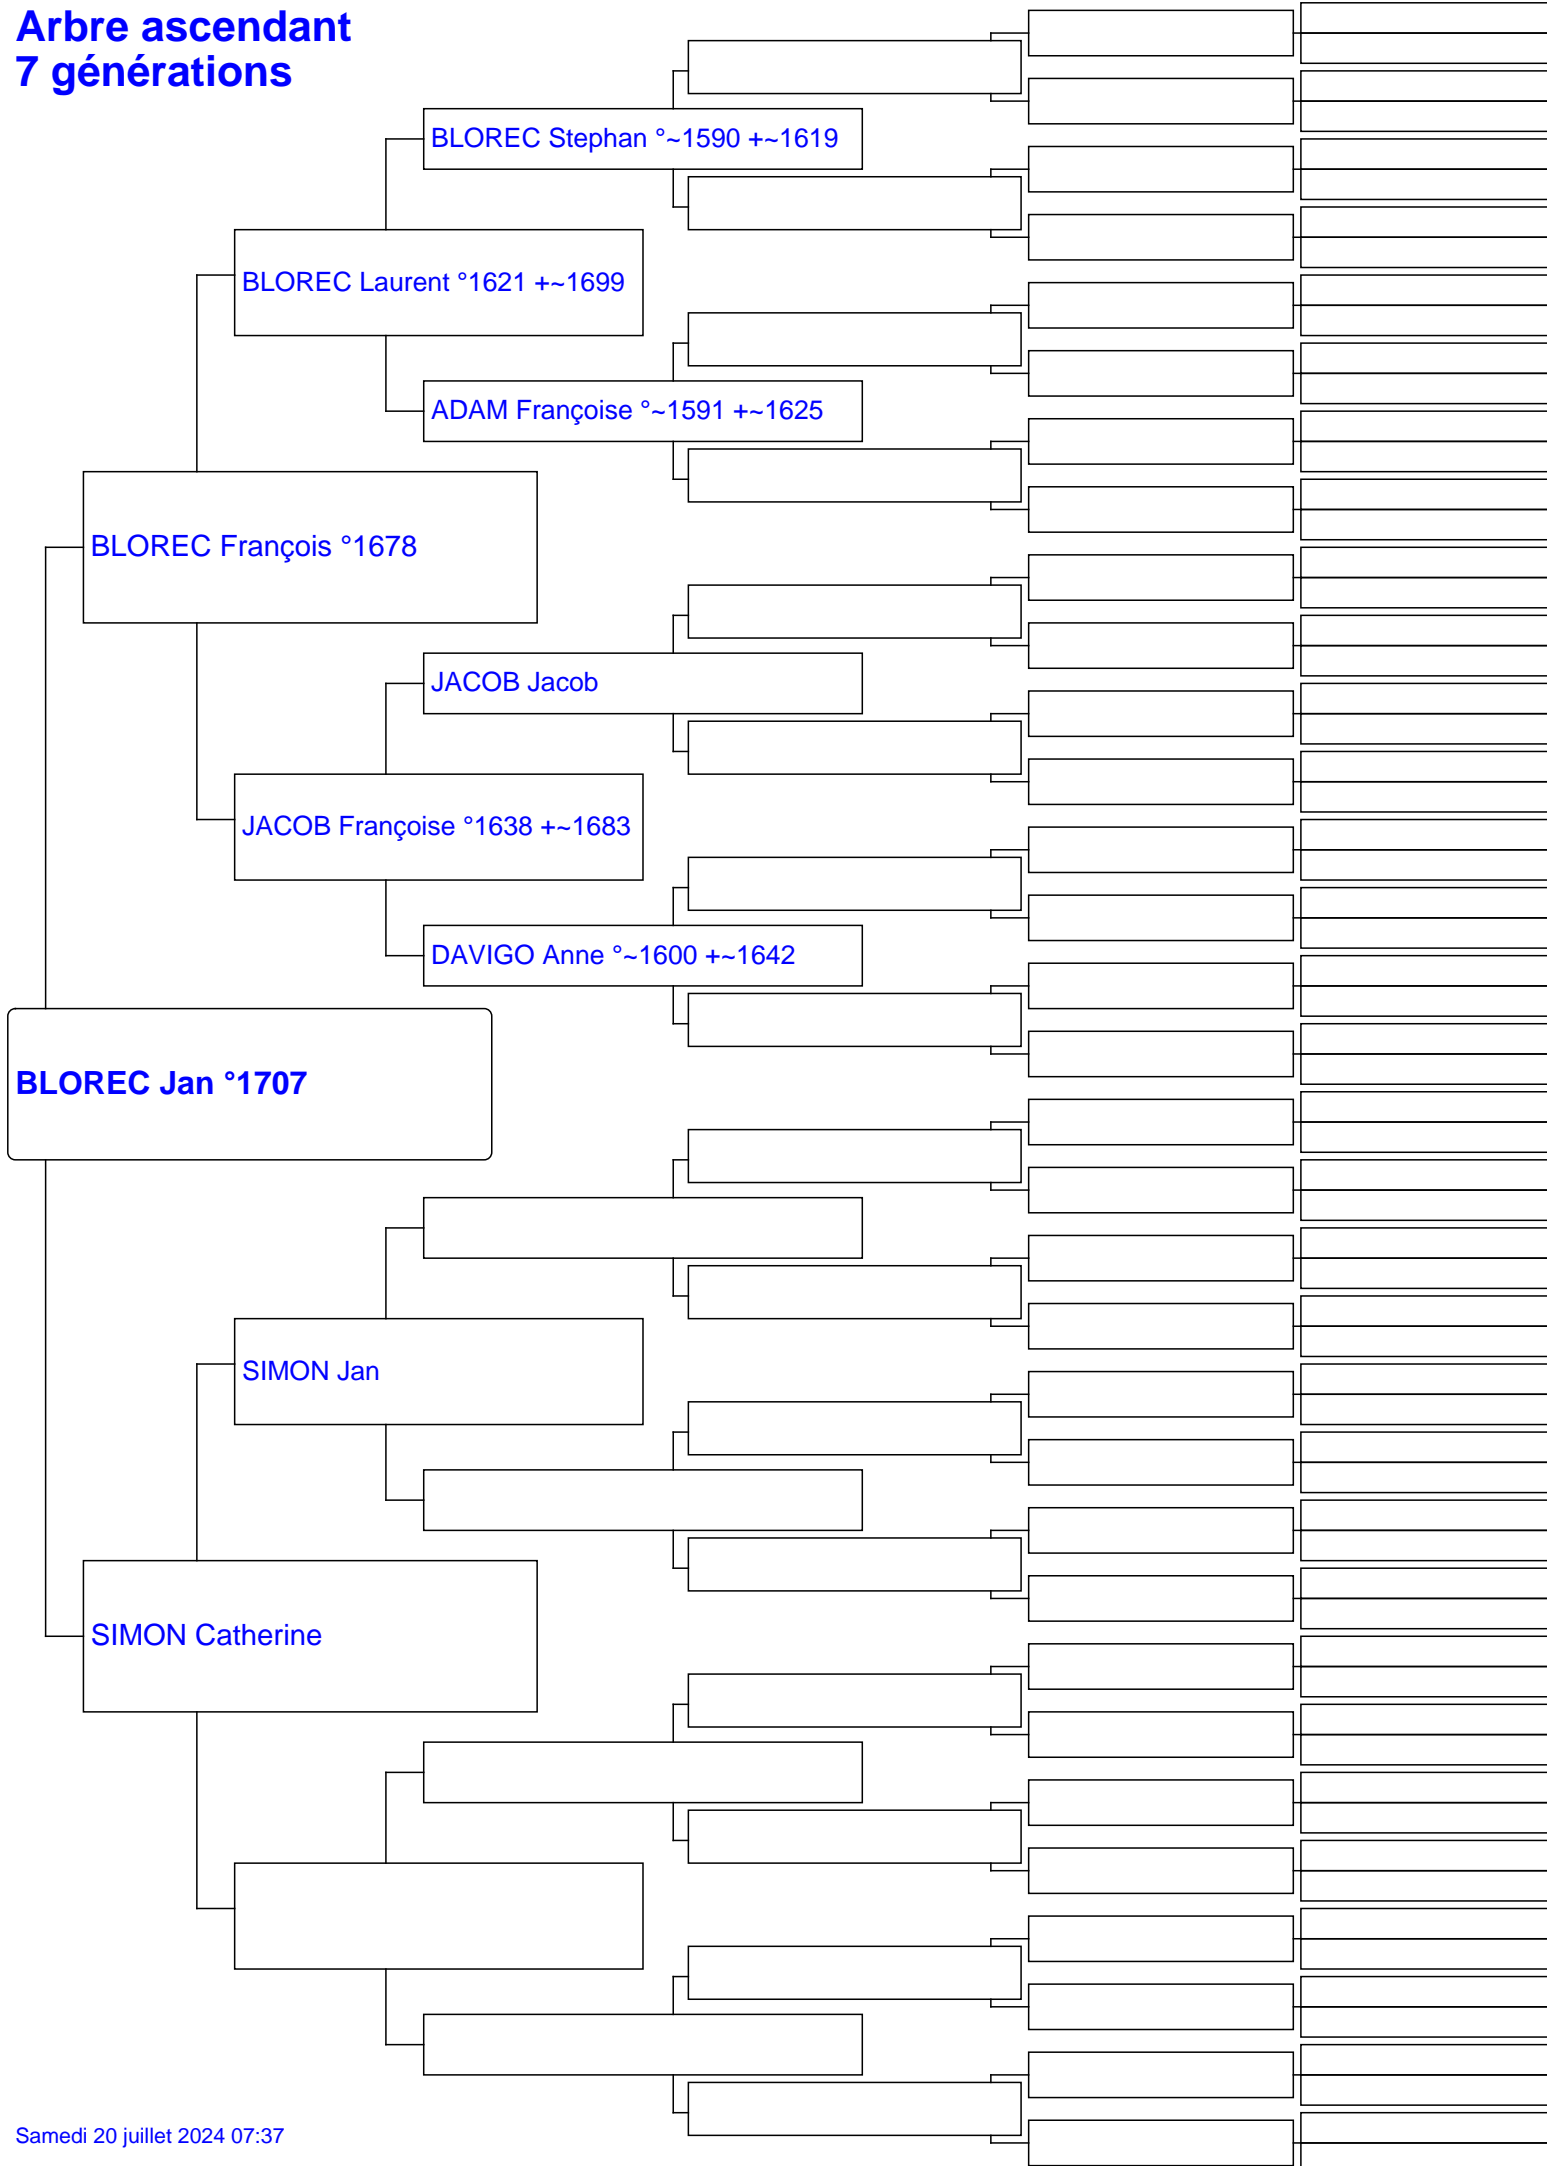 Arbre ascendant
7 générations
BLOREC Stephan °~1590 +~1619
BLOREC Laurent °1621 +~1699
ADAM Françoise °~1591 +~1625
BLOREC François °1678
JACOB Jacob
JACOB Françoise °1638 +~1683
DAVIGO Anne °~1600 +~1642
BLOREC Jan °1707
SIMON Jan
SIMON Catherine
Samedi 20 juillet 2024 07:37